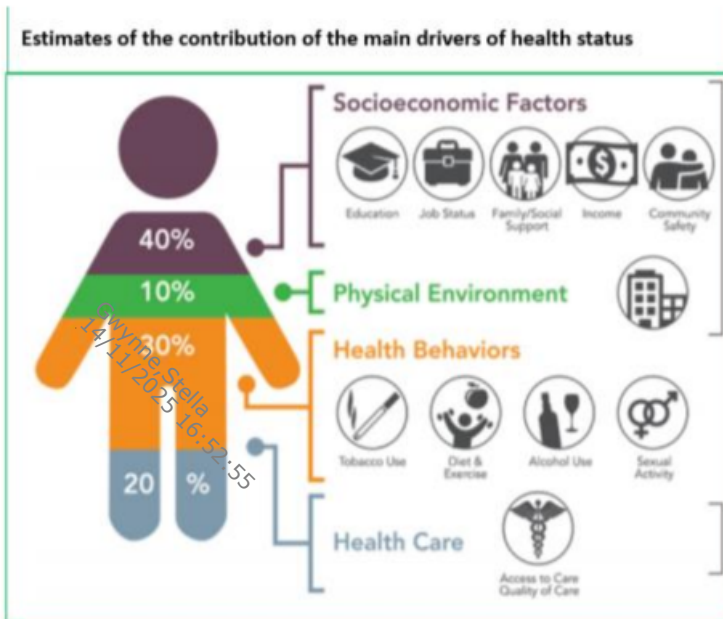 Estimates of the contribution of the main drivers of health status
Socioeconomic Factors
Education
Job Status
Family/Social
Support
Income
Community
Safety
40%
10%
Physical Environment
30%
Health Behaviors
Tobacco Use
Diet &
Exercise
Alcohol Use
Sexual
Activity
20 %
Health Care
Access to Care
Quality of Care
Gwynne,Stella
14/11/2025 16:52:55